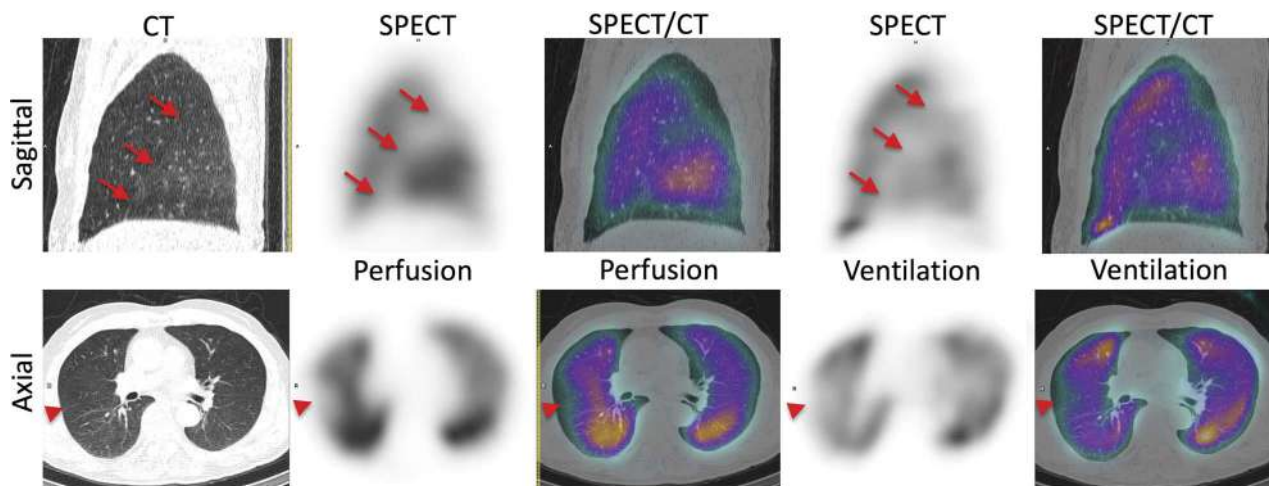 CT SPECT SPECT/CT SPECT SPECT/CT
Sagittal
Perfusion Perfusion Ventilation Ventilation
Axial